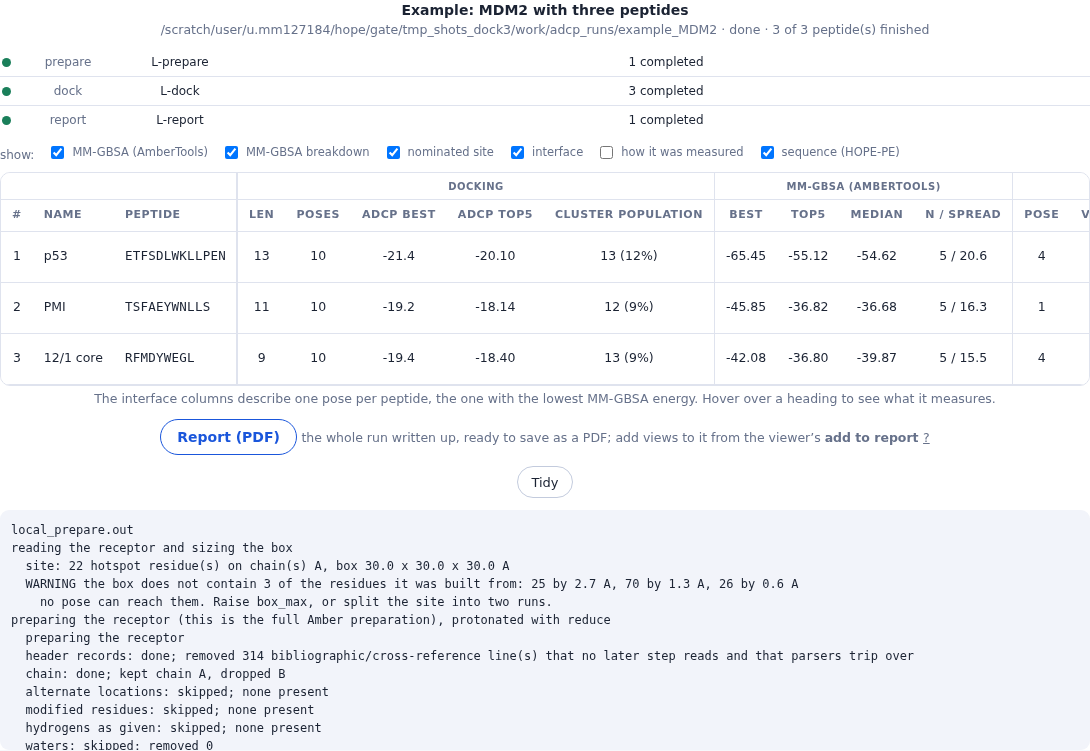 Example: MDM2 with three peptides
/scratch/user/u.mm127184/hope/gate/tmp_shots_dock3/work/adcp_runs/example_MDM2 · done · 3 of 3 peptide(s) finished
prepare L-prepare 1 completed
dock L-dock 3 completed
report L-report 1 completed
show: MM-GBSA (AmberTools) MM-GBSA breakdown nominated site interface how it was measured sequence (HOPE-PE)
DOCKING MM-GBSA (AMBERTOOLS)
# NAME PEPTIDE LEN POSES ADCP BEST ADCP TOP5 CLUSTER POPULATION BEST TOP5 MEDIAN N / SPREAD POSE V
1 p53 ETFSDLWKLLPEN 13 10 -21.4 -20.10 13 (12%) -65.45 -55.12 -54.62 5 / 20.6 4
2 PMI TSFAEYWNLLS 11 10 -19.2 -18.14 12 (9%) -45.85 -36.82 -36.68 5 / 16.3 1
3 12/1 core RFMDYWEGL 9 10 -19.4 -18.40 13 (9%) -42.08 -36.80 -39.87 5 / 15.5 4
The interface columns describe one pose per peptide, the one with the lowest MM-GBSA energy. Hover over a heading to see what it measures.
Report (PDF) the whole run written up, ready to save as a PDF; add views to it from the viewer’s add to report ?
Tidy
local_prepare.out
reading the receptor and sizing the box
site: 22 hotspot residue(s) on chain(s) A, box 30.0 x 30.0 x 30.0 A
WARNING the box does not contain 3 of the residues it was built from: 25 by 2.7 A, 70 by 1.3 A, 26 by 0.6 A
no pose can reach them. Raise box_max, or split the site into two runs.
preparing the receptor (this is the full Amber preparation), protonated with reduce
preparing the receptor
header records: done; removed 314 bibliographic/cross-reference line(s) that no later step reads and that parsers trip over
chain: done; kept chain A, dropped B
alternate locations: skipped; none present
modified residues: skipped; none present
hydrogens as given: skipped; none present
waters: skipped; removed 0